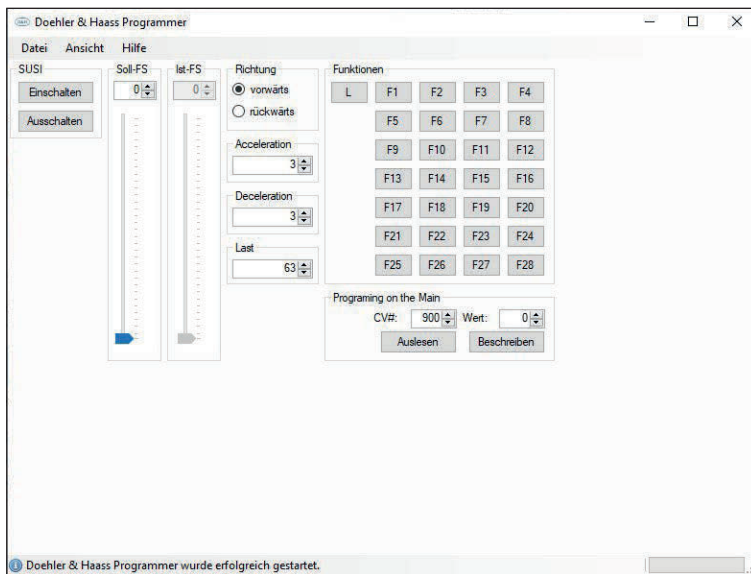 Doehler & Haass Programmer
Datei Ansicht Hilfe
SUSI Soll-FS Ist-FS Richtung Funktionen
Einschalten 0 0 vorwärts L F1 F2 F3 F4
Ausschalten rückwärts F5 F6 F7 F8
Acceleration F9 F10 F11 F12
3 F13 F14 F15 F16
Deceleration F17 F18 F19 F20
3 F21 F22 F23 F24
Last
63 F25 F26 F27 F28
Programing on the Main
CV#: 900 Wert: 0
Auslesen Beschreiben
Doehler & Haass Programmer wurde erfolgreich gestartet.